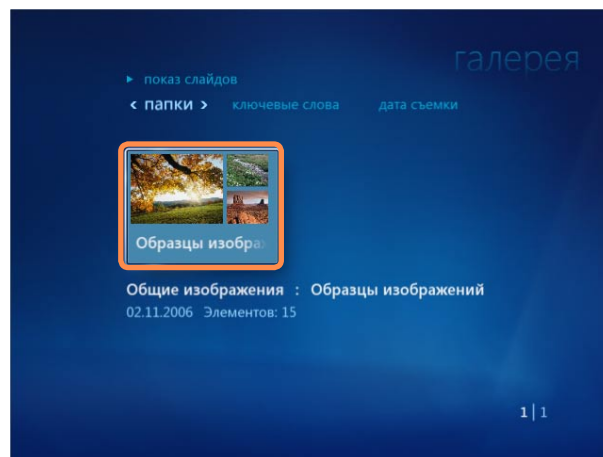 галерея
► показ слайдов
< папки > ключевые слова дата съемки
Образцы изобра
Общие изображения : Образцы изображений
02.11.2006 Элементов: 15
1|1